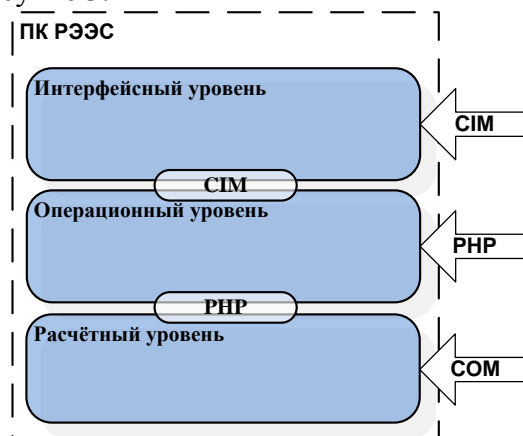 ПК РЭЭС
Интерфейсный уровень
CIM
CIM
Операционный уровень
PHP
PHP
Расчётный уровень
COM